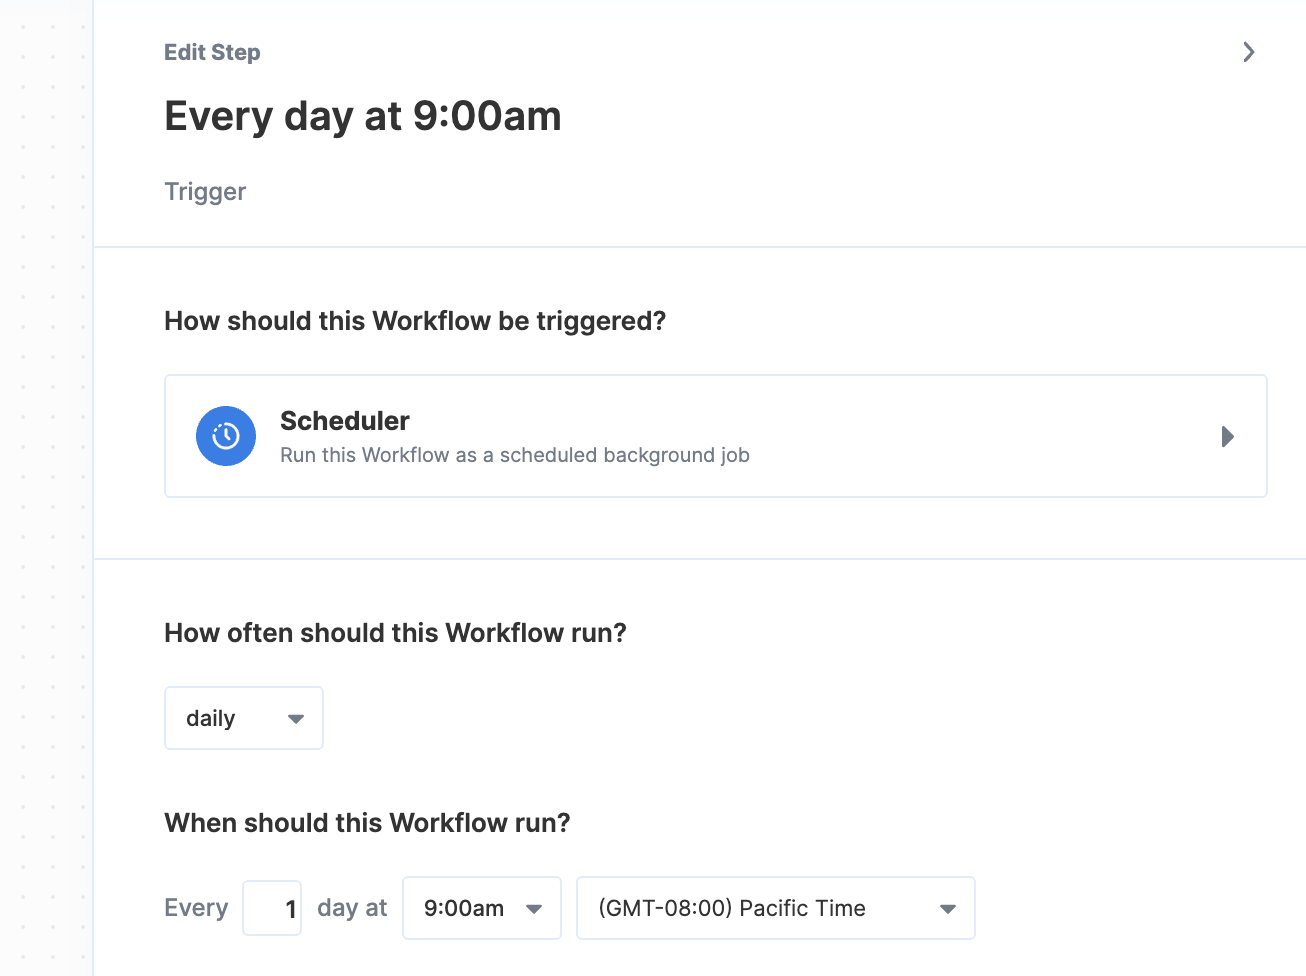 Edit Step
Every day at 9:00am
Trigger
How should this Workflow be triggered?
Scheduler
Run this Workflow as a scheduled background job
How often should this Workflow run?
daily
When should this Workflow run?
Every 1 day at 9:00am (GMT-08:00) Pacific Time